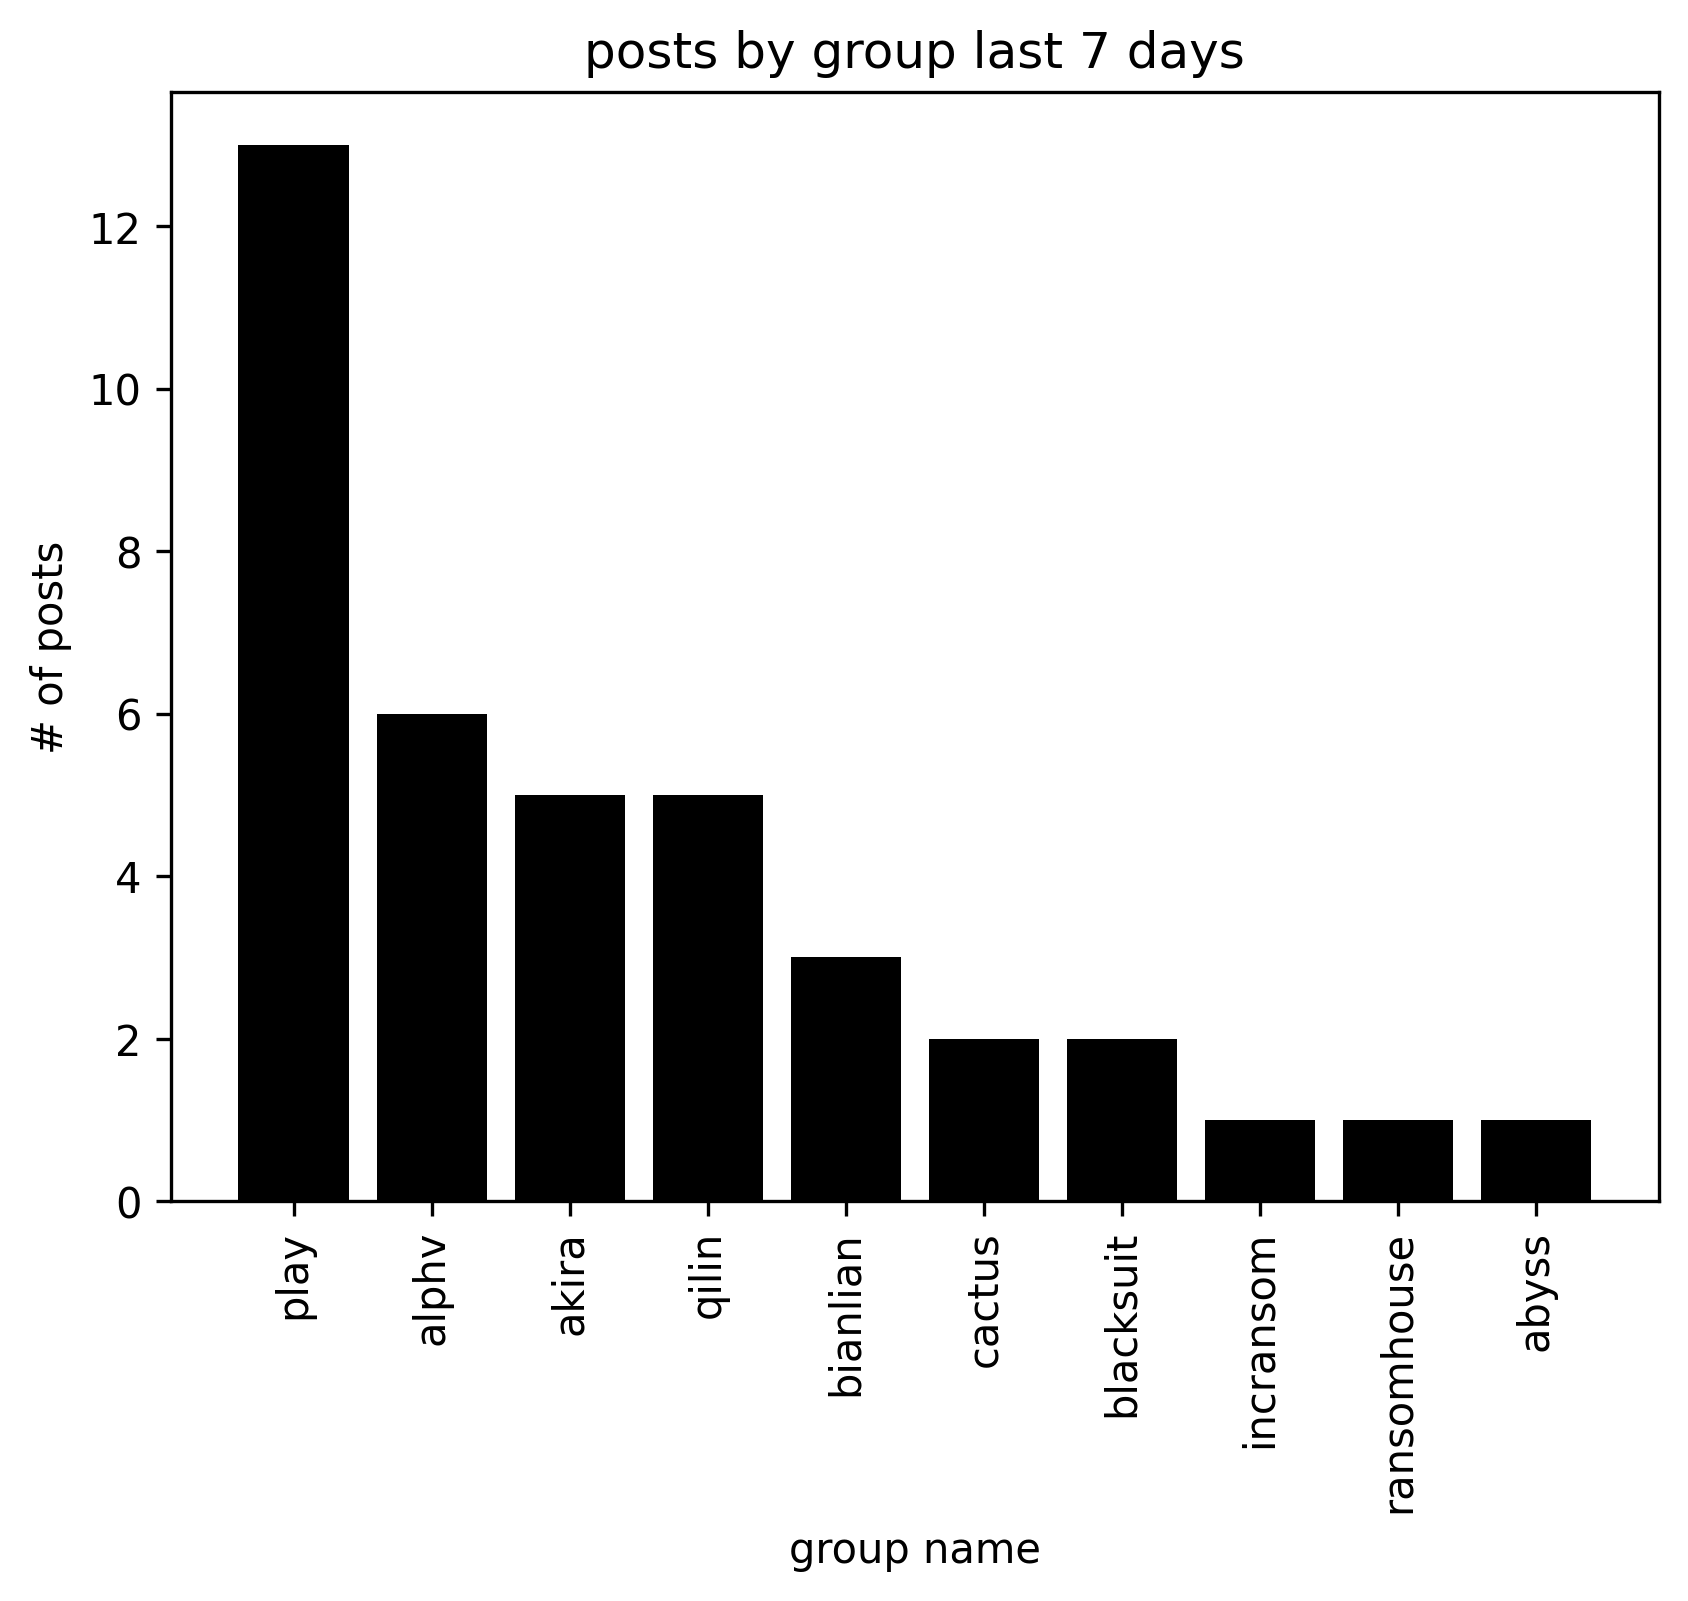 posts by group last 7 days
# of posts
12
10
8
6
4
2
0
play
alphv
akira
qilin
bianlian
cactus
blacksuit
incransom
ransomhouse
abyss
group name